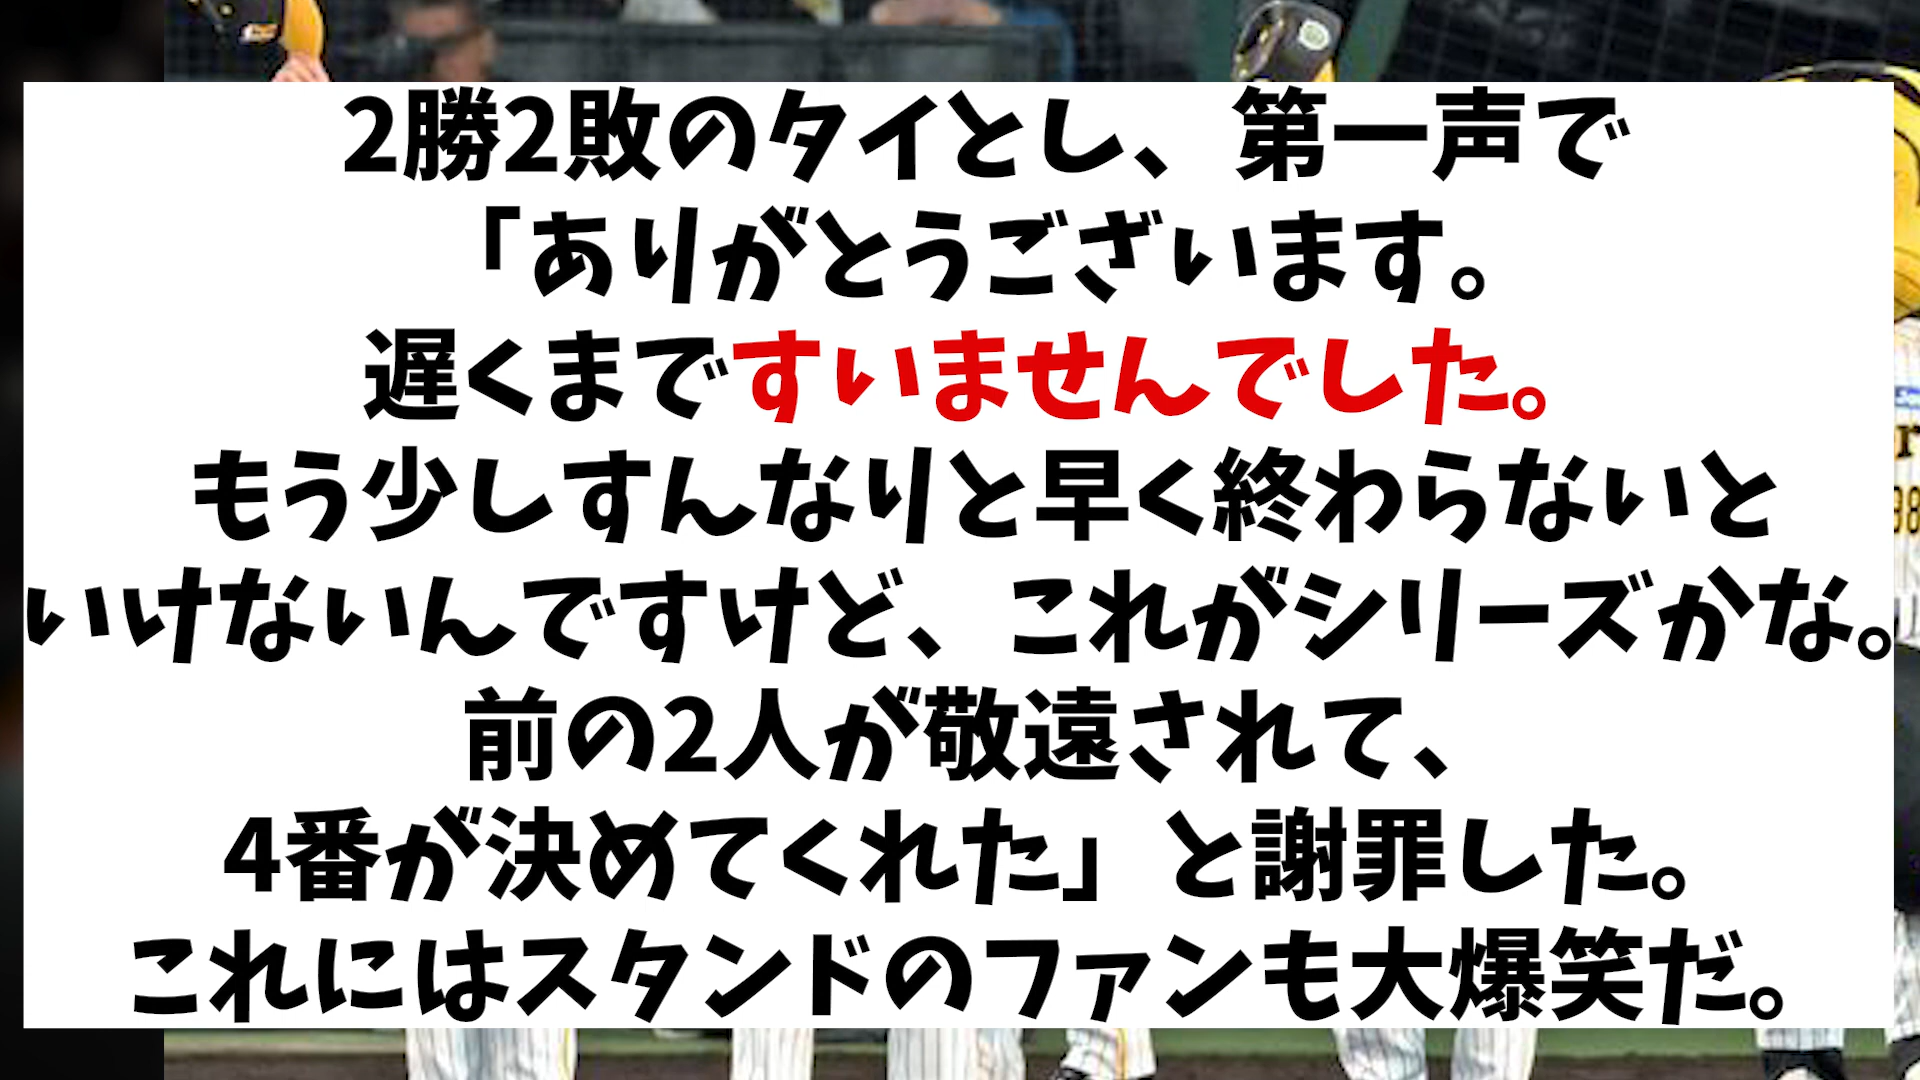 2勝2敗のタイとし、第一声で
「ありがとうございます。
遅くまですいませんでした。
もう少しすんなりと早く終わらないと
いけないんですけど、これがシリーズかな。
前の2人が敬遠されて、
4番が決めてくれた」と謝罪した。
これにはスタンドのファンも大爆笑だ。